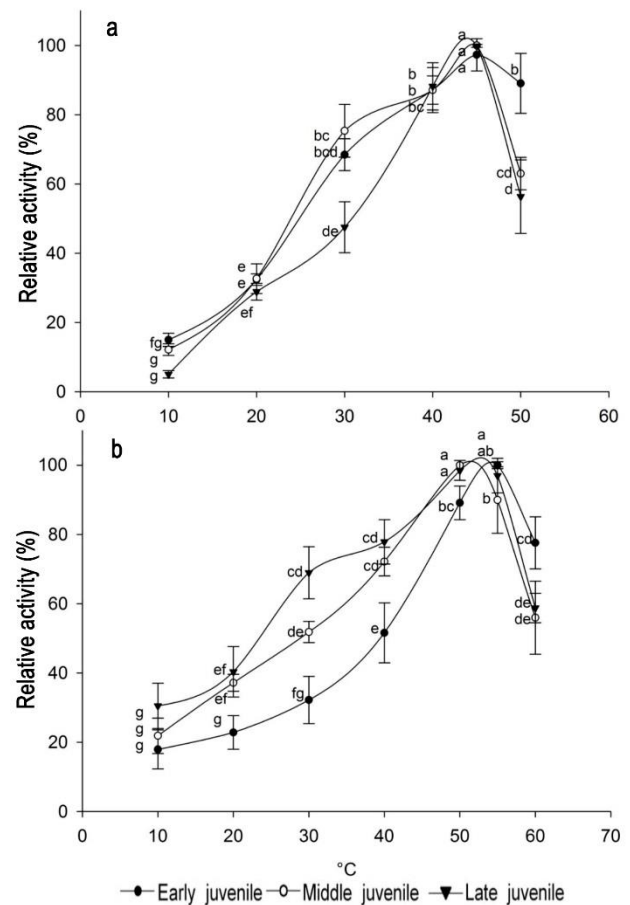 a
Relative activity (%)
100
80
60
40
20
0
a
a
a
b
b
b
bc
bc
bcd
cd
d
de
e
e
ef
fg
g
g
0 10 20 30 40 50 60
b
Relative activity (%)
100
80
60
40
20
0
a
a
a
ab
b
bc
cd
cd
cd
cd
de
e
de
de
ef
ef
fg
g
g
g
g
0 10 20 30 40 50 60 70
°C
Early juvenile Middle juvenile Late juvenile